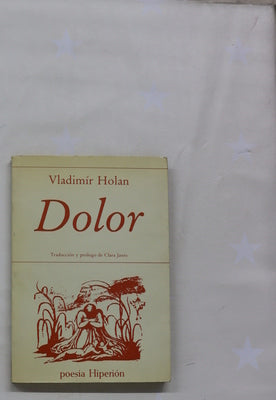 Vladimír Holan
Dolor
Traducción y prólogo de Clara Janés
poesía Hiperión